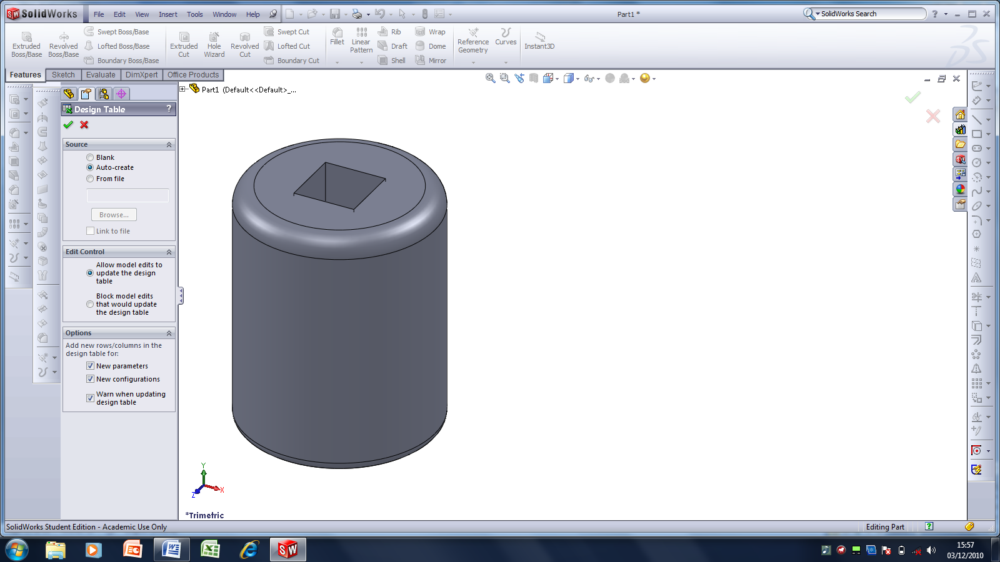 SolidWorks File Edit View Insert Tools Window Help Part1 * SolidWorks Search ?
Extruded Boss/Base
Revolved Boss/Base
Swept Boss/Base
Lofted Boss/Base
Boundary Boss/Base
Extruded Cut
Hole Wizard
Revolved Cut
Swept Cut
Lofted Cut
Boundary Cut
Fillet
Linear Pattern
Rib
Draft
Shell
Wrap
Dome
Mirror
Reference Geometry
Curves
Instant3D
Features Sketch Evaluate DimXpert Office Products
Part1 (Default<<Default>_...
Design Table ?
Source
Blank
Auto-create
From file
Browse...
Link to file
Edit Control
Allow model edits to
update the design
table
Block model edits
that would update
the design table
Options
Add new rows/columns in the
design table for:
New parameters
New configurations
Warn when updating
design table
Y
X
Z
*Trimetric
SolidWorks Student Edition - Academic Use Only Editing Part ?
15:57
03/12/2010